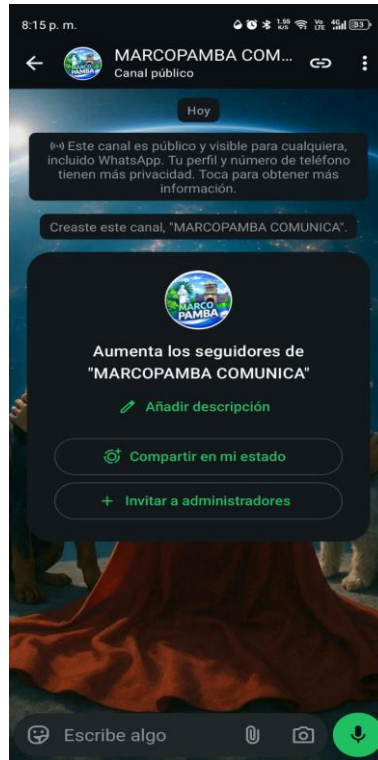 8:15 p. m.
1.55 K/S Vo LTE 4G 33
MARCOPAMBA COM...
Canal público
Hoy
Este canal es público y visible para cualquiera,
incluido WhatsApp. Tu perfil y número de teléfono
tienen más privacidad. Toca para obtener más
información.
Creaste este canal, "MARCOPAMBA COMUNICA".
MARCO
PAMBA
Aumenta los seguidores de
"MARCOPAMBA COMUNICA"
Añadir descripción
Compartir en mi estado
+ Invitar a administradores
Escribe algo